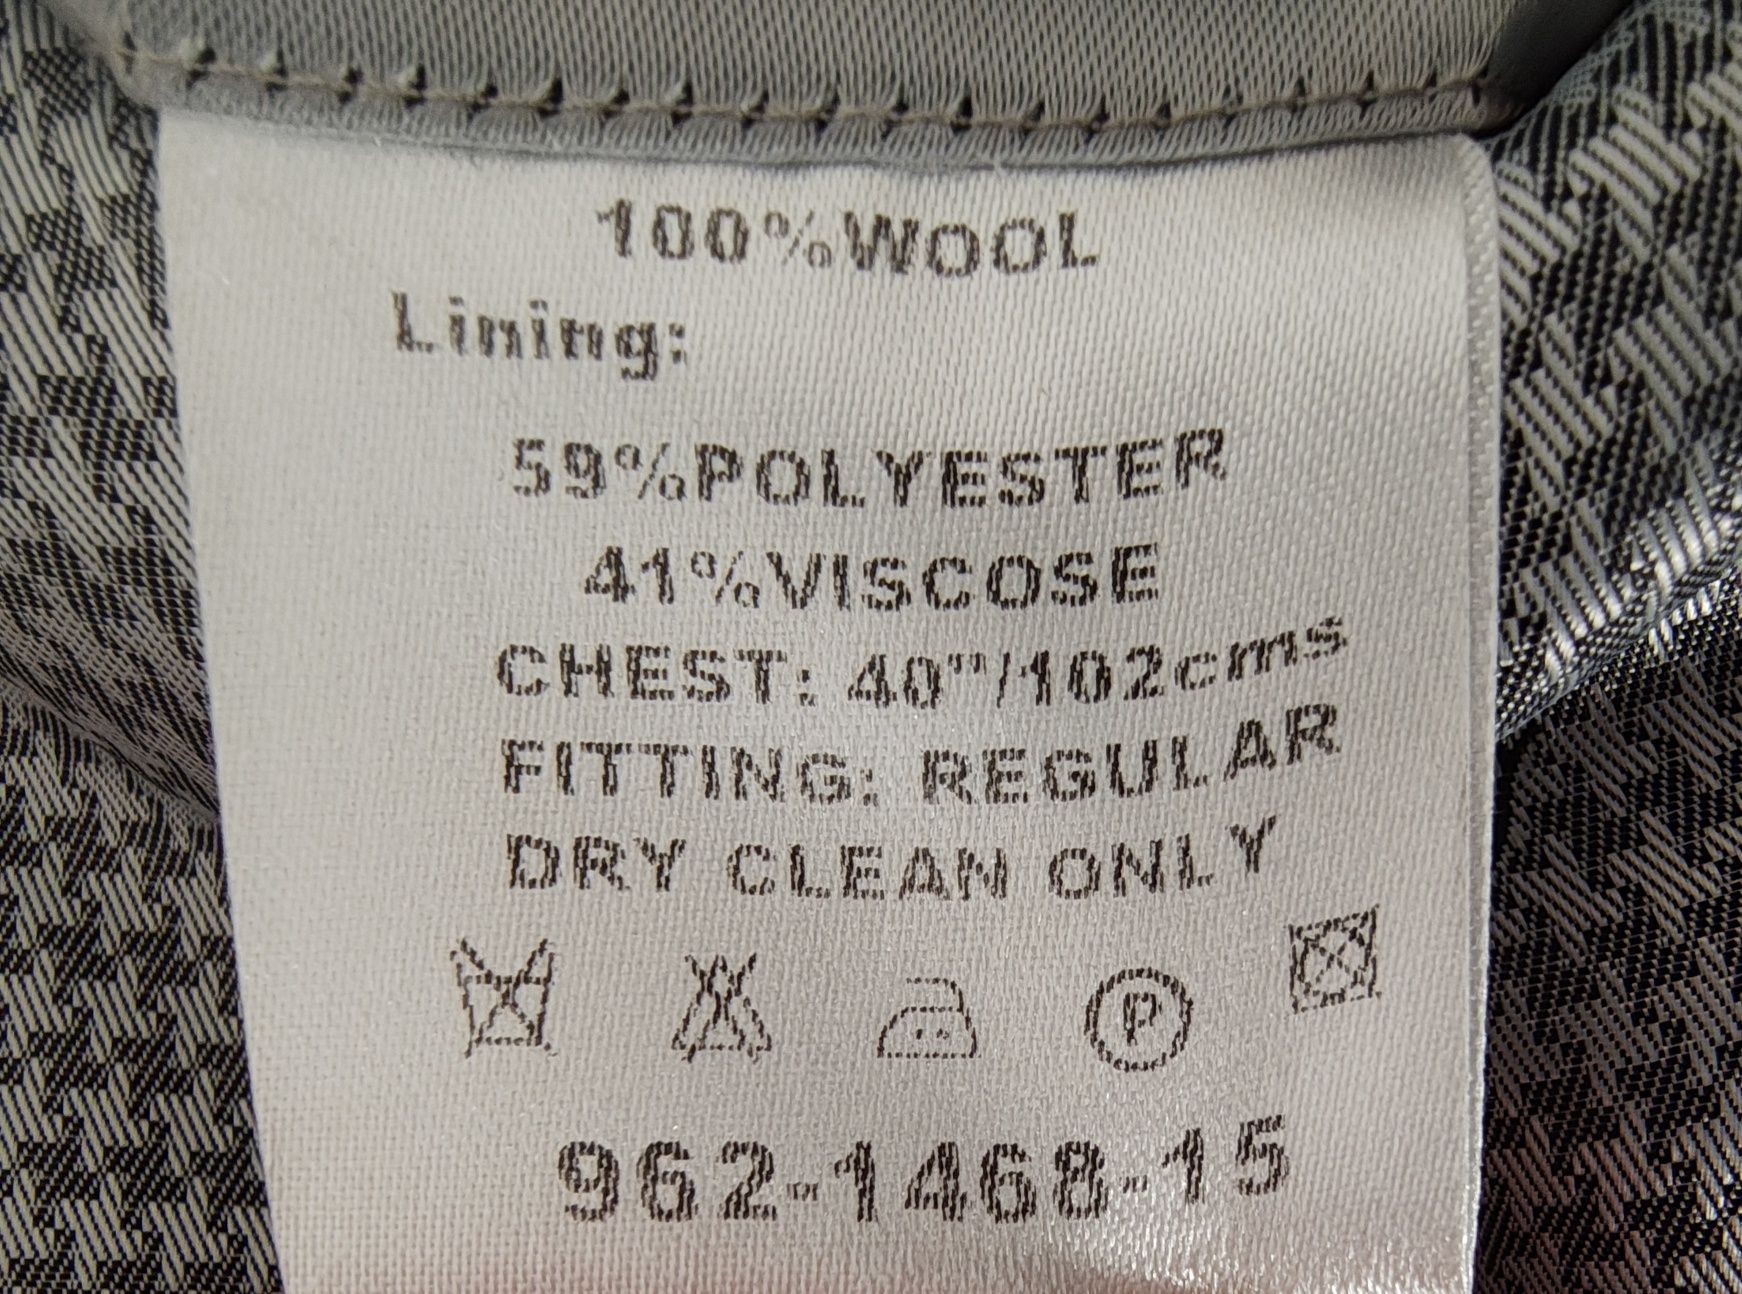 100%WOOL
Lining:
59%POLYESTER
41%VISCOSE
CHEST: 40"/102cms
FITTING: REGULAR
DRY CLEAN ONLY
P
962-1468-15